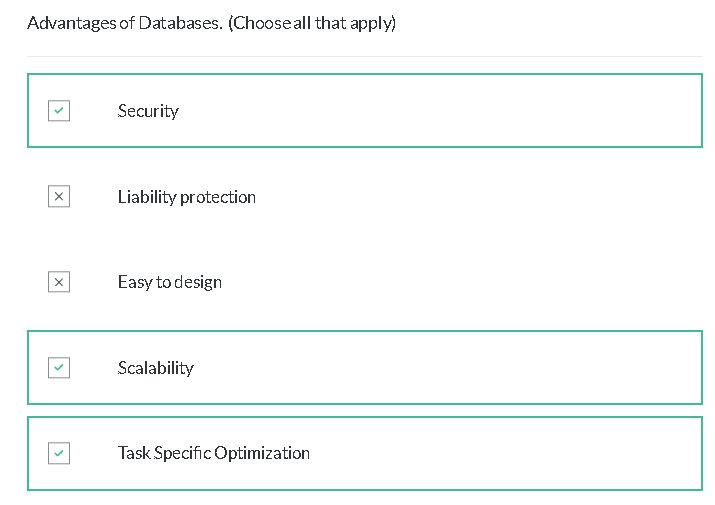 Advantages of Databases. (Choose all that apply)
Security
Liability protection
Easy to design
Scalability
Task Specific Optimization